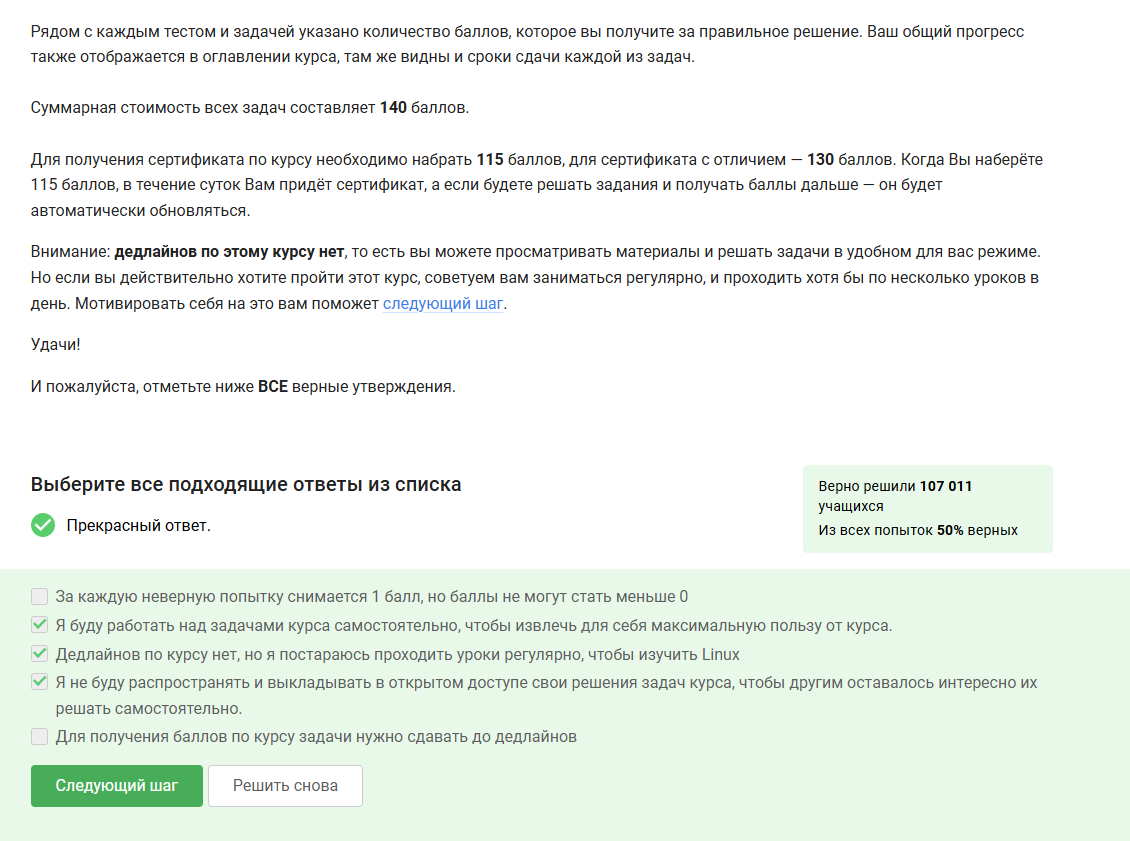 Рядом с каждым тестом и задачей указано количество баллов, которое вы получите за правильное решение. Ваш общий прогресс
также отображается в оглавлении курса, там же видны и сроки сдачи каждой из задач.
Суммарная стоимость всех задач составляет 140 баллов.
Для получения сертификата по курсу необходимо набрать 115 баллов, для сертификата с отличием — 130 баллов. Когда Вы наберёте
115 баллов, в течение суток Вам придёт сертификат, а если будете решать задания и получать баллы дальше — он будет
автоматически обновляться.
Внимание: дедлайнов по этому курсу нет, то есть вы можете просматривать материалы и решать задачи в удобном для вас режиме.
Но если вы действительно хотите пройти этот курс, советуем вам заниматься регулярно, и проходить хотя бы по несколько уроков в
день. Мотивировать себя на это вам поможет следующий шаг.
Удачи!
И пожалуйста, отметьте ниже ВСЕ верные утверждения.
Выберите все подходящие ответы из списка
Прекрасный ответ.
Верно решили 107 011
учащихся
Из всех попыток 50% верных
За каждую неверную попытку снимается 1 балл, но баллы не могут стать меньше 0
Я буду работать над задачами курса самостоятельно, чтобы извлечь для себя максимальную пользу от курса.
Дедлайнов по курсу нет, но я постараюсь проходить уроки регулярно, чтобы изучить Linux
Я не буду распространять и выкладывать в открытом доступе свои решения задач курса, чтобы другим оставалось интересно их
решать самостоятельно.
Для получения баллов по курсу задачи нужно сдавать до дедлайнов
Следующий шаг
Решить снова